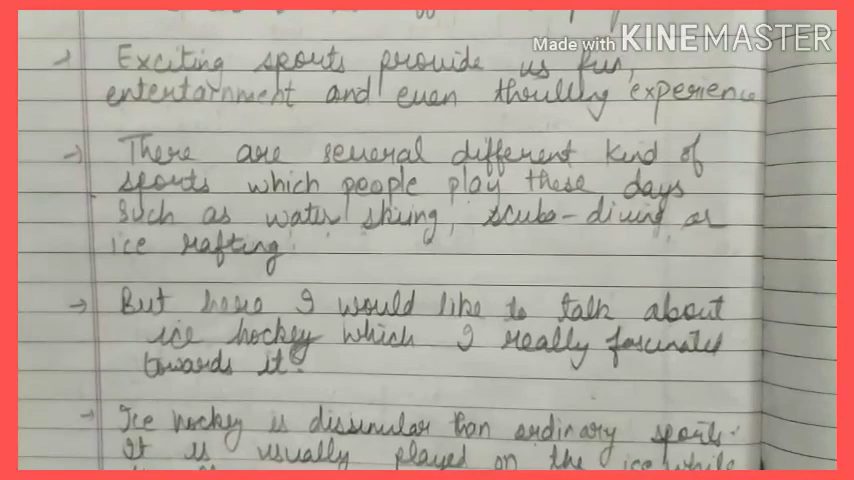 Made with KINEMASTER
→ Exciting sports provide us fun,
entertainment and even thrilling experience
→ There are several different kind of
sports which people play these days
such as water skiing, scuba-diving or
ice rafting.
→ But here I would like to talk about
ice hockey which I really fascinated
towards it.
→ Ice hockey is dissimular than ordinary sports.
It is usually played on the ice while